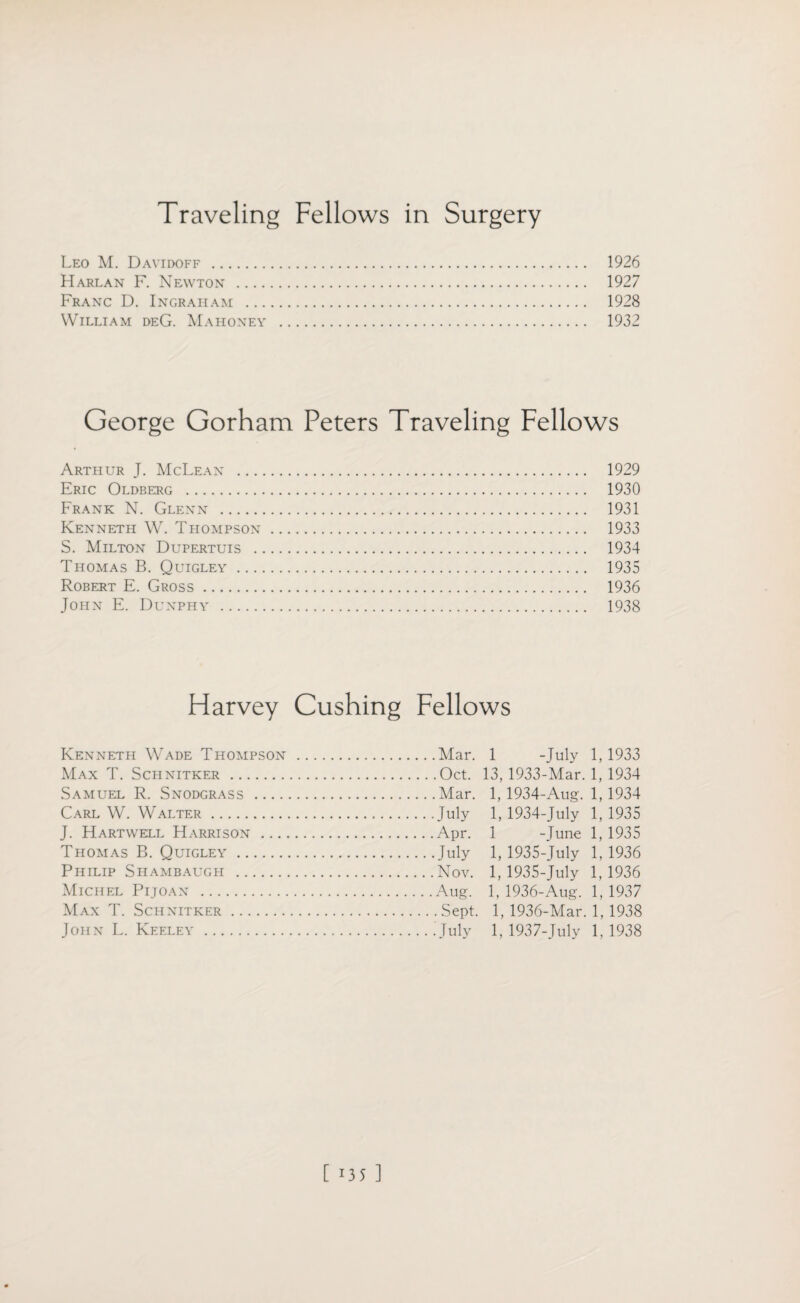 Traveling Fellows in Surgery
Leo M. Davidoff ........ 1926
Harlan F. Newton ........ 1927
Franc D. Ingraham ........ 1928
William deG. Mahoney ........ 1932
George Gorham Peters Traveling Fellows
Arthur J. McLean ........ 1929
Eric Oldberg ........ 1930
Frank N. Glenn ........ 1931
Kenneth W. Thompson ........ 1933
S. Milton Dupertuis ........ 1934
Thomas B. Quigley ........ 1935
Robert E. Gross ........ 1936
John E. Dunphy ........ 1938
Harvey Cushing Fellows
Kenneth Wade Thompson ........ Mar. 1 -July 1, 1933
Max T. Schnitker ........ Oct. 13, 1933-Mar. 1, 1934
Samuel R. Snodgrass ........ Mar. 1, 1934-Aug. 1, 1934
Carl W. Walter ........ July 1, 1934-July 1, 1935
J. Hartwell Harrison ........ Apr. 1 -June 1, 1935
Thomas B. Quigley ........ July 1, 1935-July 1, 1936
Philip Shambaugh ........ Nov. 1, 1935-July 1, 1936
Michel Pijoan ........ Aug. 1, 1936-Aug. 1, 1937
Max T. Schnitker ........ Sept. 1, 1936-Mar. 1, 1938
John L. Keeley ........ July 1, 1937-July 1, 1938
[ 135 ]